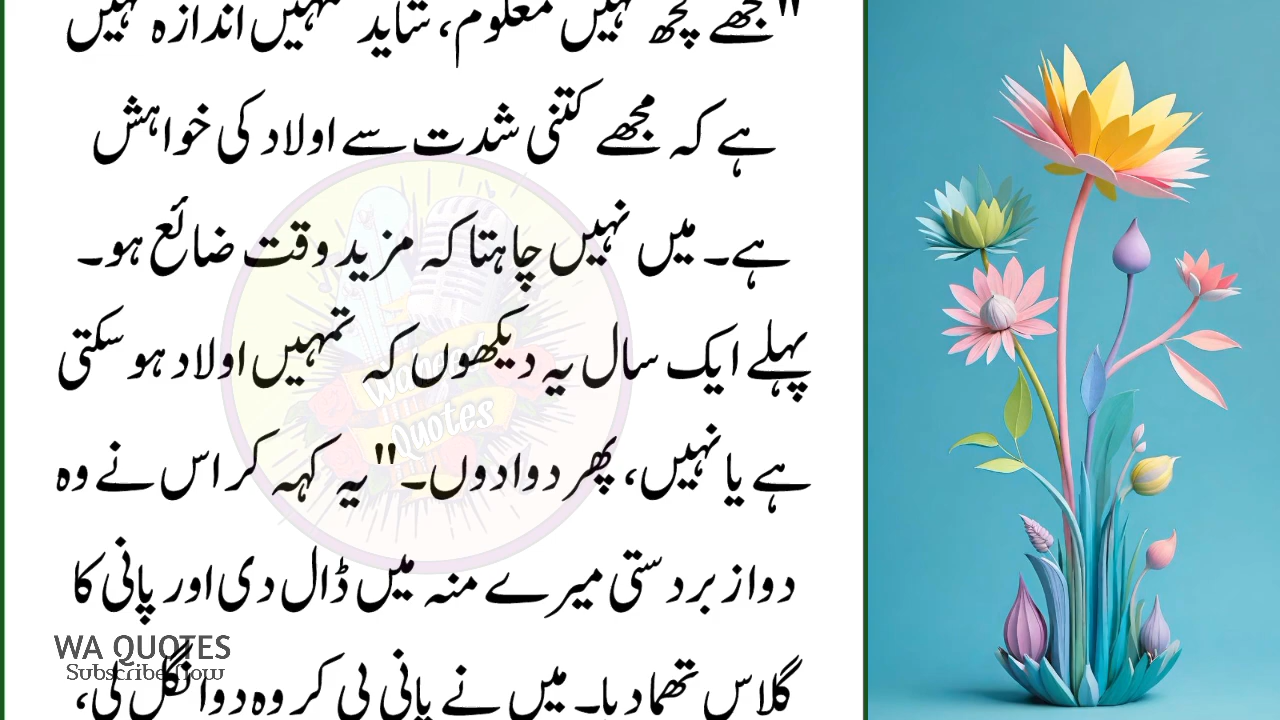 "مجھے کچھ نہیں معلوم، شاید تمہیں اندازہ نہیں
ہے کہ مجھے کتنی شدت سے اولاد کی خواہش
ہے۔ میں نہیں چاہتا کہ مزید وقت ضائع ہو۔
پہلے ایک سال یہ دیکھوں کہ تمہیں اولاد ہو سکتی
ہے یا نہیں، پھر دوا دوں۔" یہ کہہ کر اس نے وہ
دوا زبردستی میرے منہ میں ڈال دی اور پانی کا
گلاس تھما دیا۔ میں نے پانی پی کر وہ دوا نگل لی،
WA QUOTES
Subscribe now
Quotes